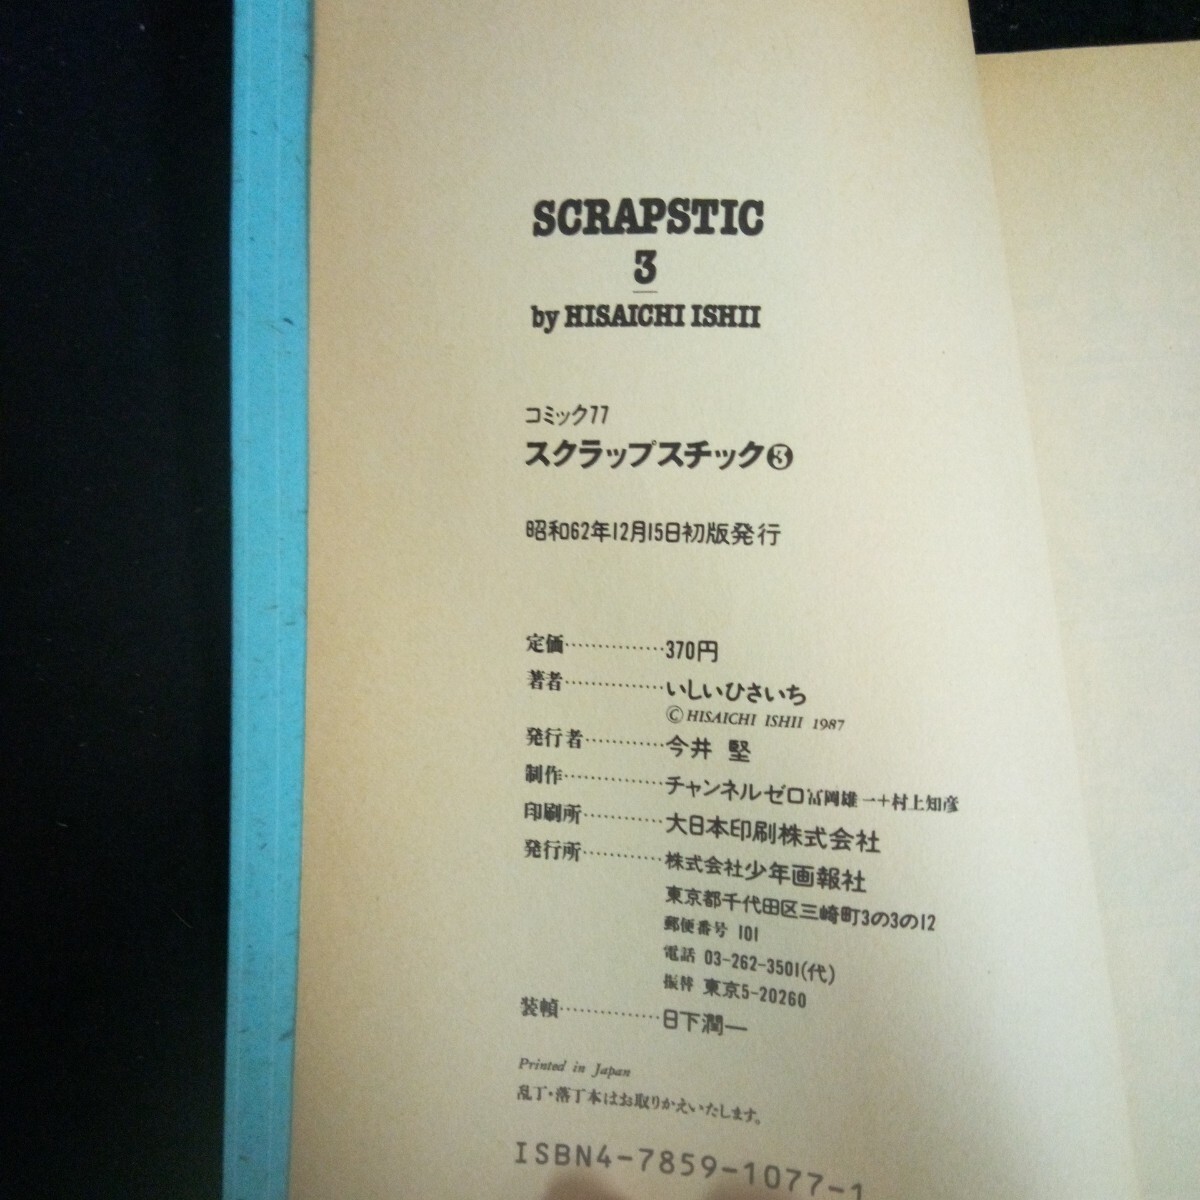 SCRAPSTIC
3
by HISAICHI ISHII
コミック77
スクラップスチック❸
昭和62年12月15日初版発行
定価……………370円
著者……………いしいひさいち
© HISAICHI ISHII 1987
発行者…………今井 堅
制作……………チャンネルゼロ 冨岡雄一+村上知彦
印刷所…………大日本印刷株式会社
発行所…………株式会社少年画報社
東京都千代田区三崎町3の3の12
郵便番号 101
電話 03-262-3501(代)
振替 東京5-20260
装幀……………日下潤一
Printed in Japan
乱丁・落丁本はお取りかえいたします。
ISBN4-7859-1077-1